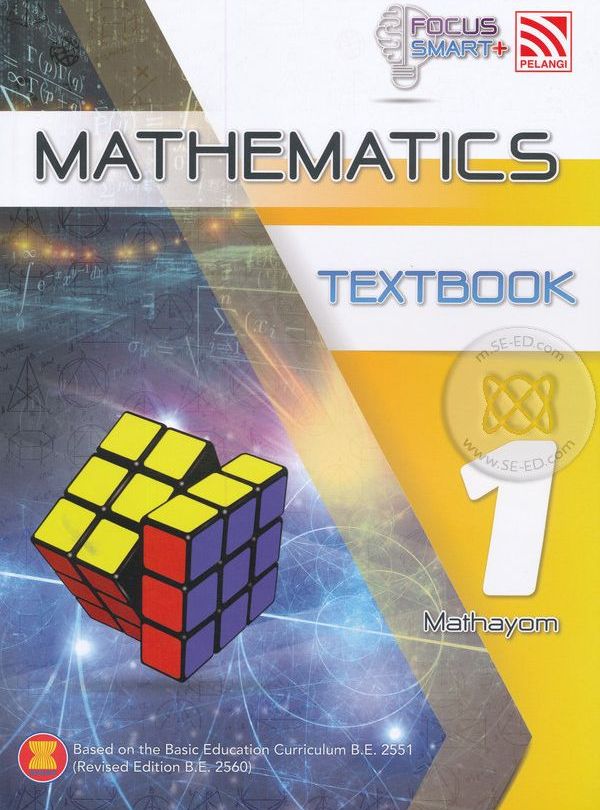 FOCUS
SMART+
PELANGI
MATHEMATICS
TEXTBOOK
m.SE-ED.com
www.SE-ED.com
1
Mathayom
Based on the Basic Education Curriculum B.E. 2551
(Revised Edition B.E. 2560)